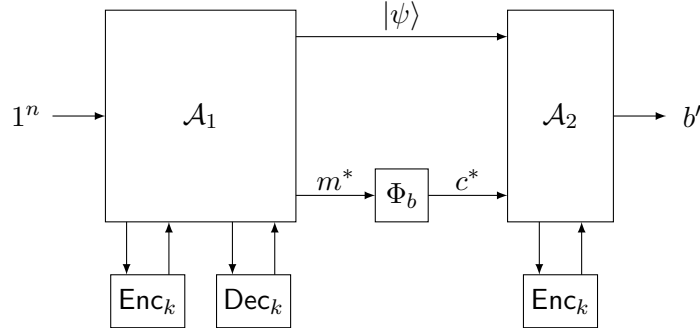 |ψ⟩
1ⁿ 𝒜₁ 𝒜₂ b′
m* Φ_b c*
Enc_k Dec_k Enc_k